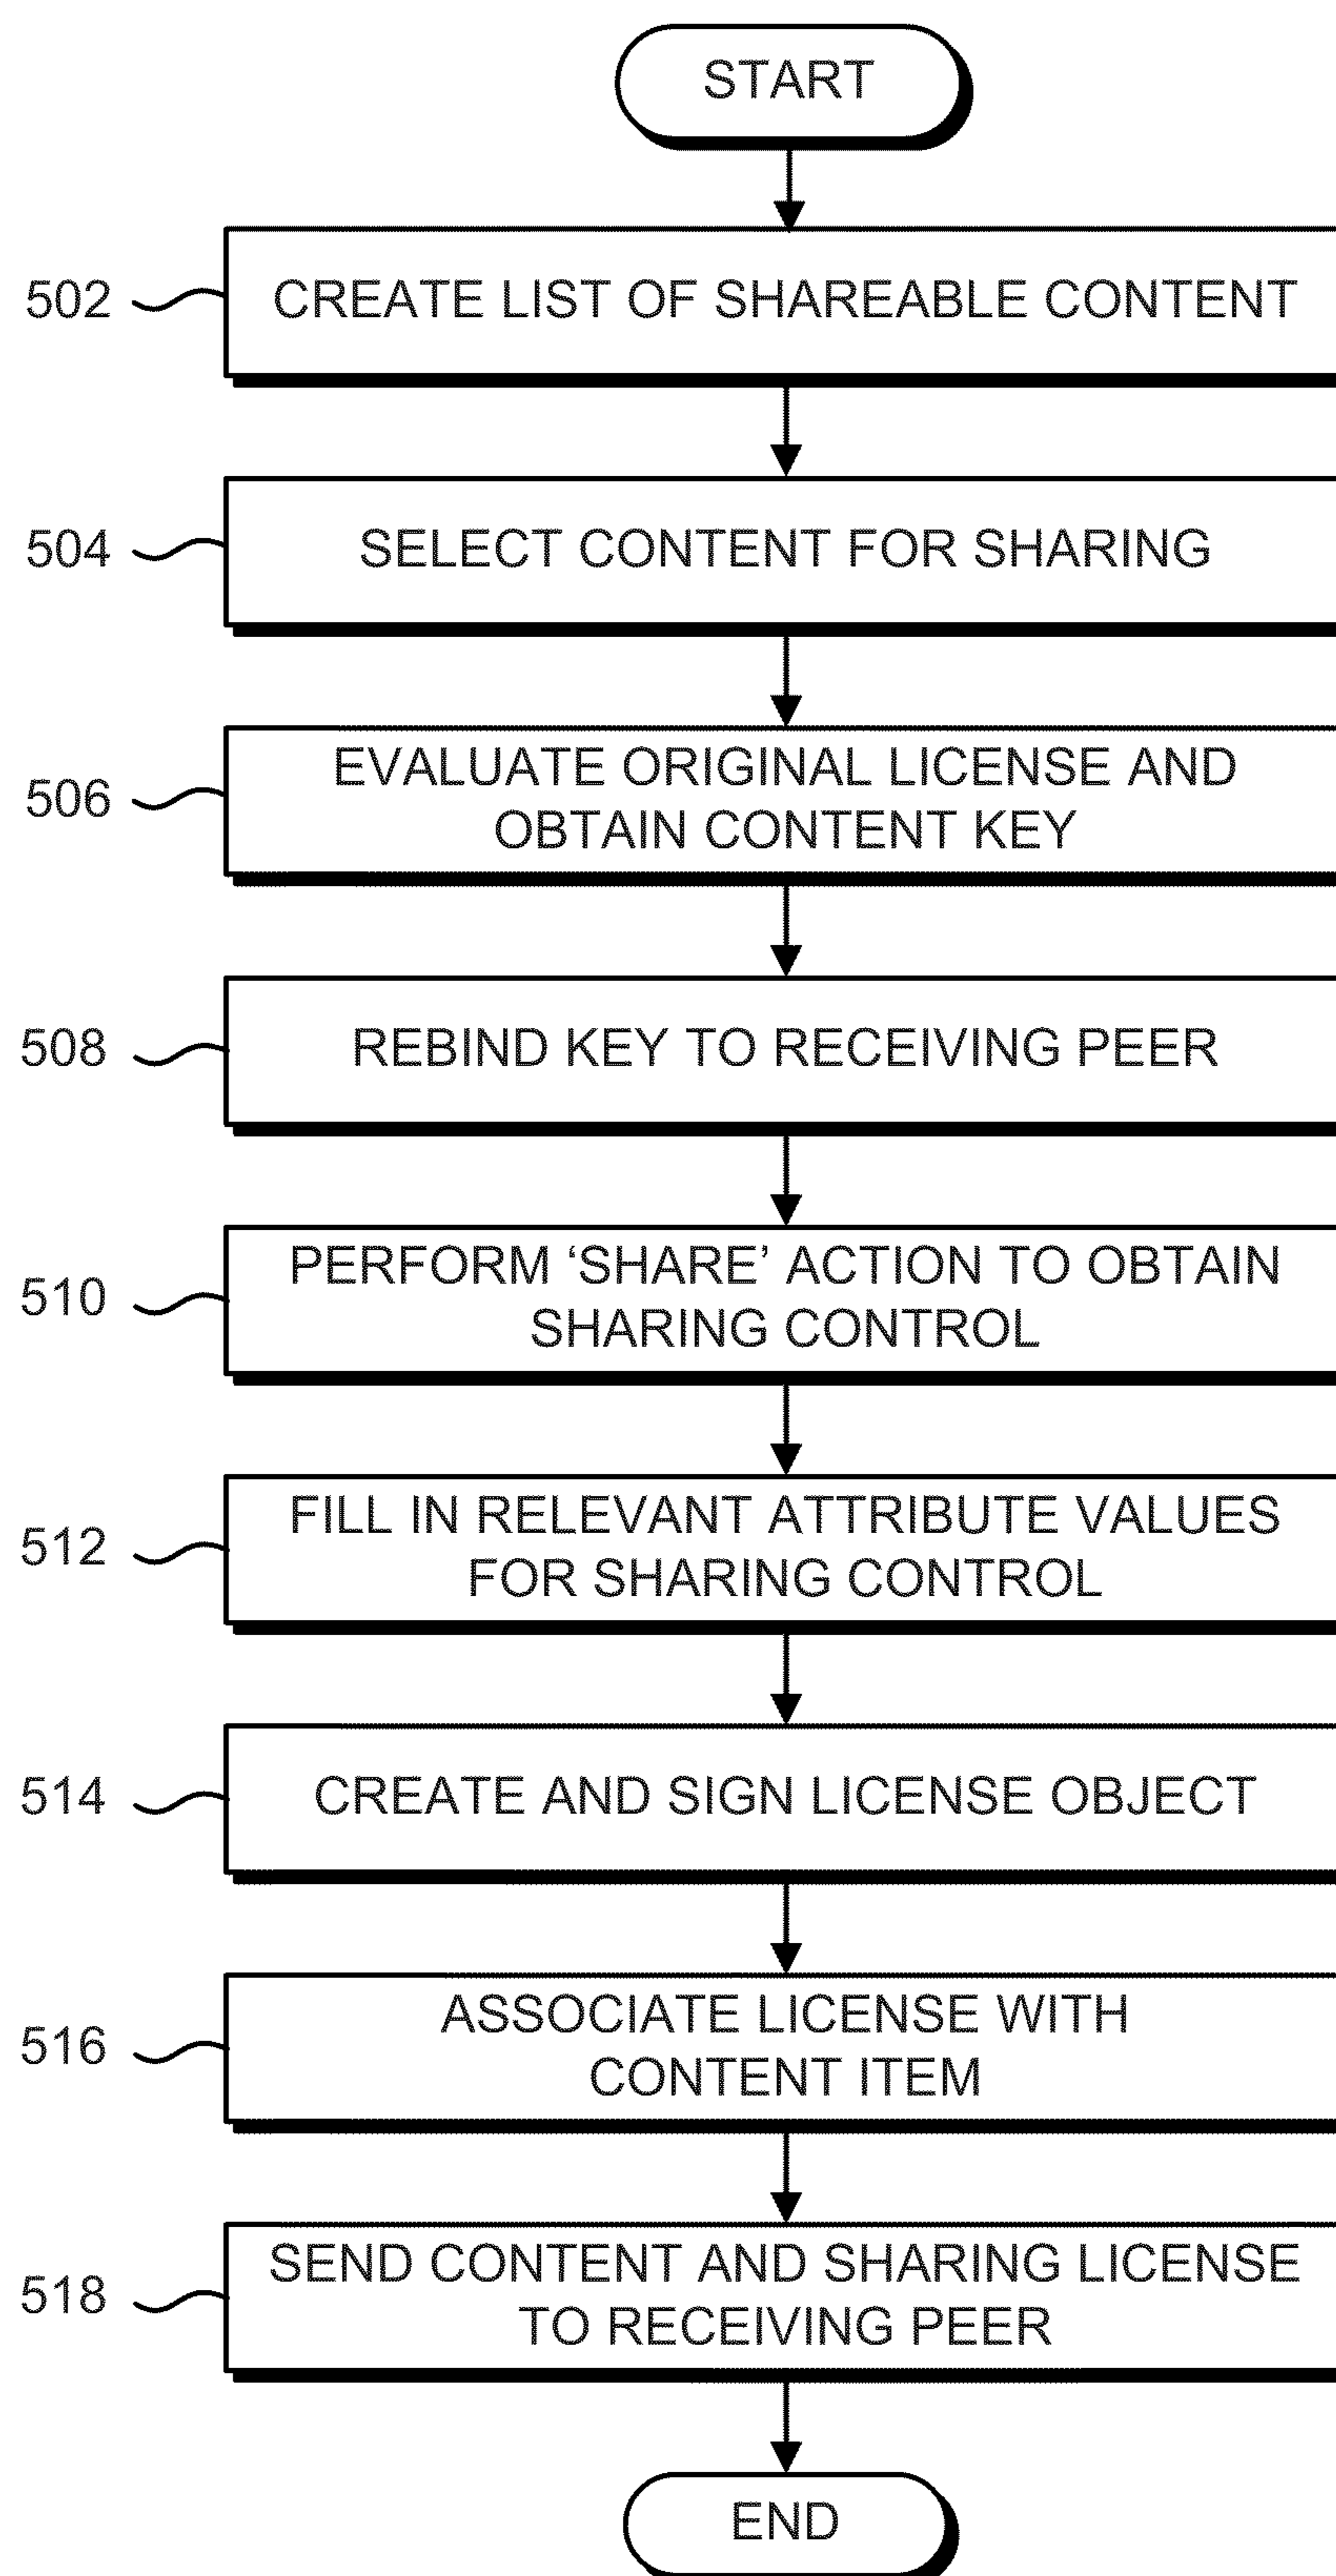 START
502
CREATE LIST OF SHAREABLE CONTENT
504
SELECT CONTENT FOR SHARING
506
EVALUATE ORIGINAL LICENSE AND
OBTAIN CONTENT KEY
508
REBIND KEY TO RECEIVING PEER
510
PERFORM ‘SHARE’ ACTION TO OBTAIN
SHARING CONTROL
512
FILL IN RELEVANT ATTRIBUTE VALUES
FOR SHARING CONTROL
514
CREATE AND SIGN LICENSE OBJECT
516
ASSOCIATE LICENSE WITH
CONTENT ITEM
518
SEND CONTENT AND SHARING LICENSE
TO RECEIVING PEER
END